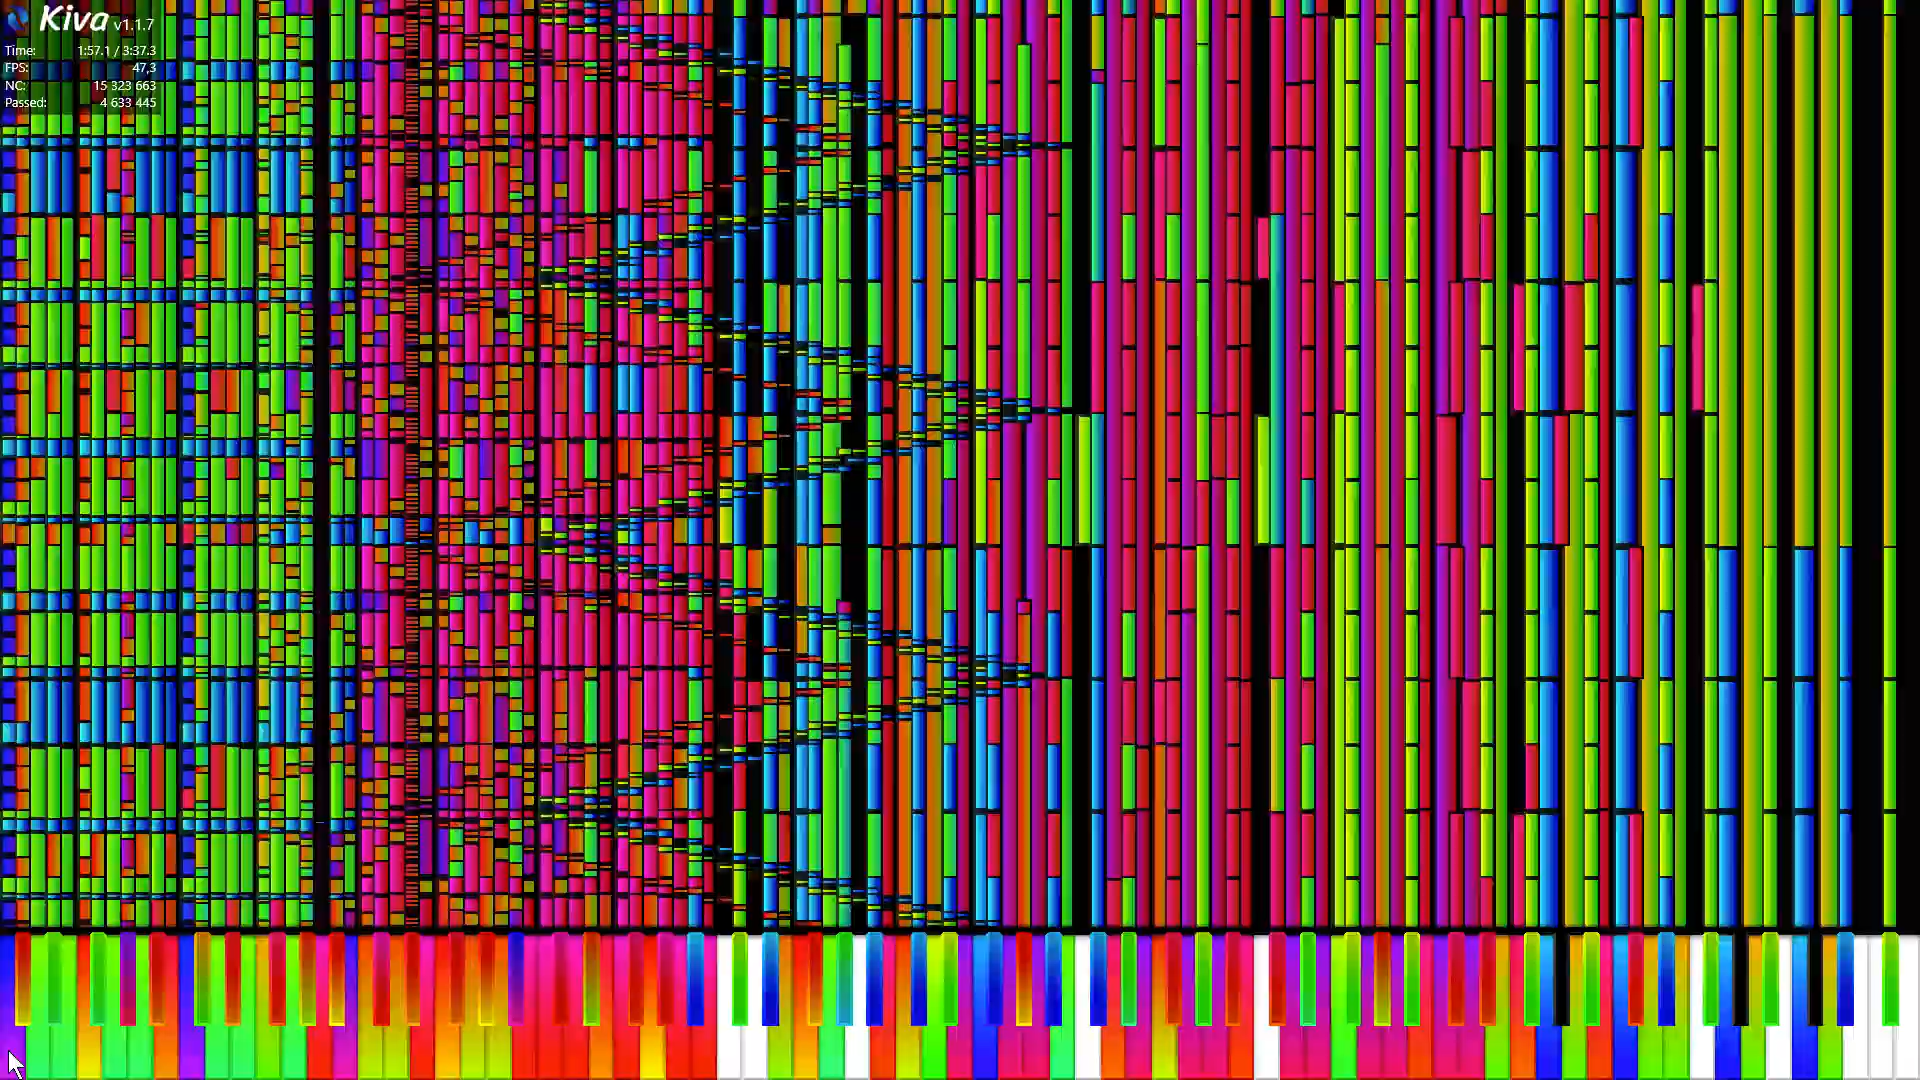 Kiva v1.1.7
Time: 1:57.1 / 3:37.3
FPS: 47,3
NC: 15 323 663
Passed: 4 633 445